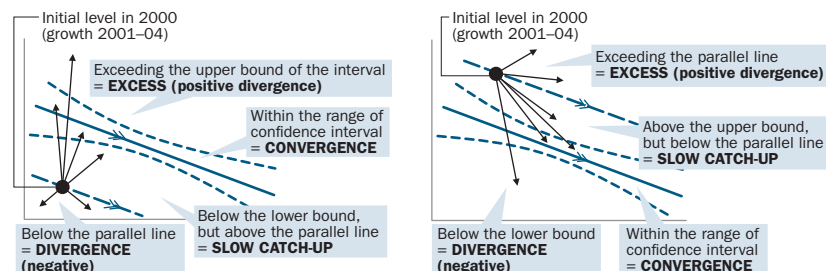 Initial level in 2000
(growth 2001–04)
Exceeding the upper bound of the interval
= EXCESS (positive divergence)
Within the range of
confidence interval
= CONVERGENCE
Below the parallel line
= DIVERGENCE
(negative)
Below the lower bound,
but above the parallel line
= SLOW CATCH-UP
Initial level in 2000
(growth 2001–04)
Exceeding the parallel line
= EXCESS (positive divergence)
Above the upper bound,
but below the parallel line
= SLOW CATCH-UP
Below the lower bound
= DIVERGENCE
(negative)
Within the range of
confidence interval
= CONVERGENCE